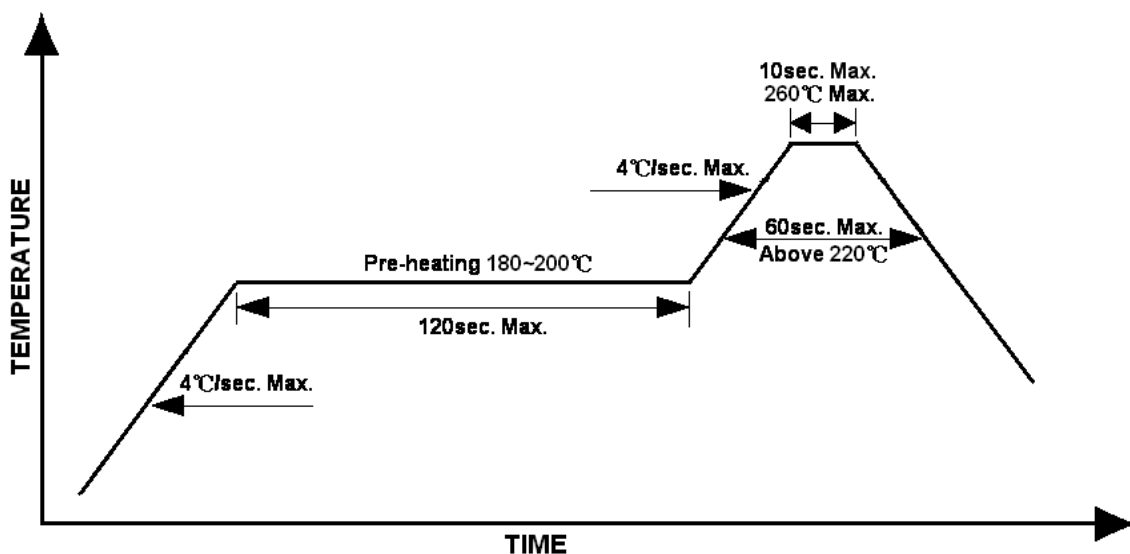 10sec. Max.
260℃ Max.
4℃/sec. Max.
60sec. Max.
Above 220℃
Pre-heating 180~200℃
120sec. Max.
4℃/sec. Max.
TEMPERATURE
TIME